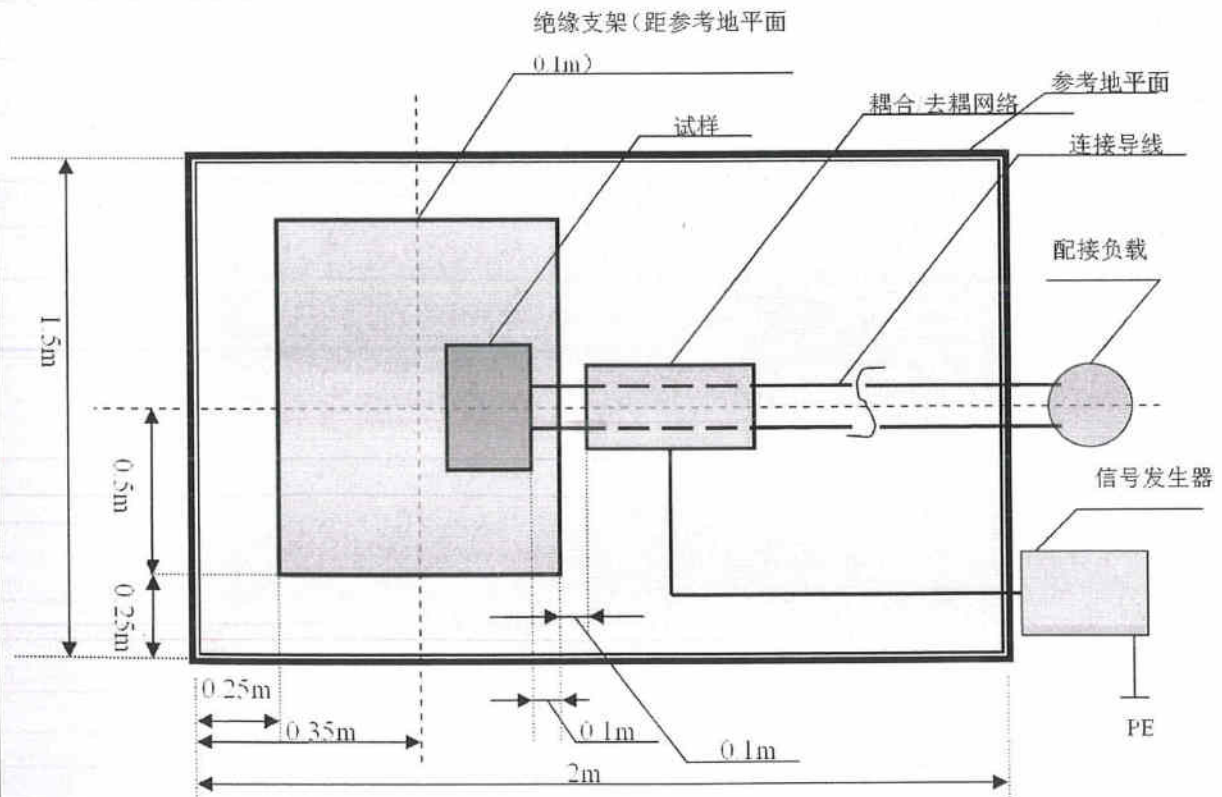 绝缘支架（距参考地平面
0.1m）
参考地平面
耦合/去耦网络
试样
连接导线
配接负载
1.5m
0.5m
信号发生器
0.25m
0.25m
0.35m
0.1m
0.1m
PE
2m